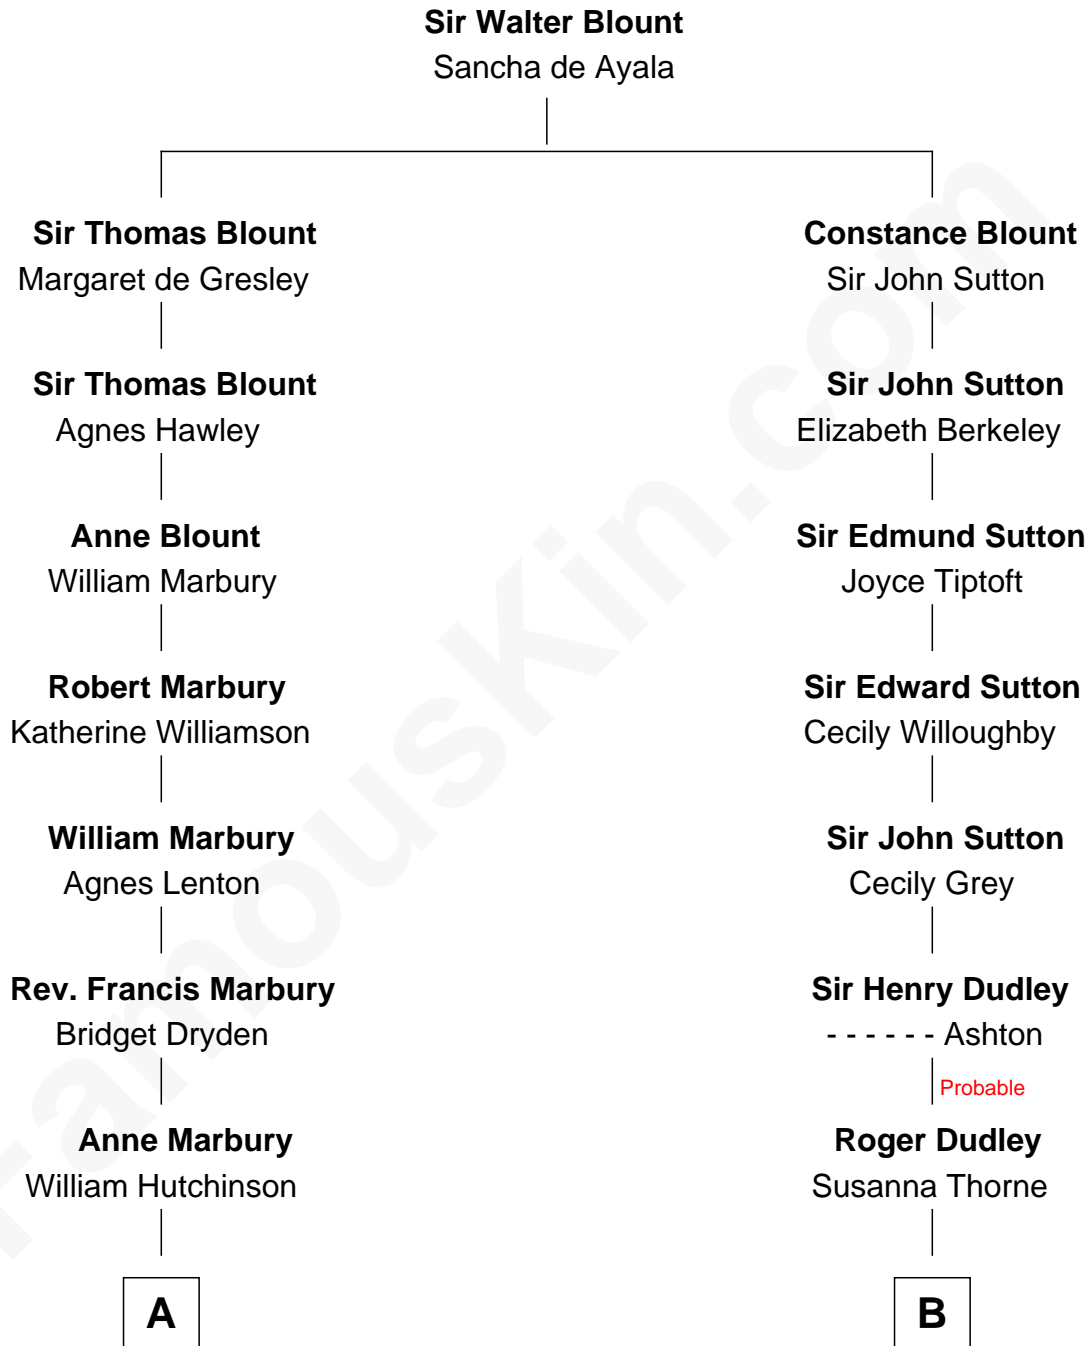 Sir Walter Blount
Sancha de Ayala
Sir Thomas Blount
Margaret de Gresley
Sir Thomas Blount
Agnes Hawley
Anne Blount
William Marbury
Robert Marbury
Katherine Williamson
William Marbury
Agnes Lenton
Rev. Francis Marbury
Bridget Dryden
Anne Marbury
William Hutchinson
A
Constance Blount
Sir John Sutton
Sir John Sutton
Elizabeth Berkeley
Sir Edmund Sutton
Joyce Tiptoft
Sir Edward Sutton
Cecily Willoughby
Sir John Sutton
Cecily Grey
Sir Henry Dudley
- - - - - - Ashton
Probable
Roger Dudley
Susanna Thorne
B
FamousKin.com